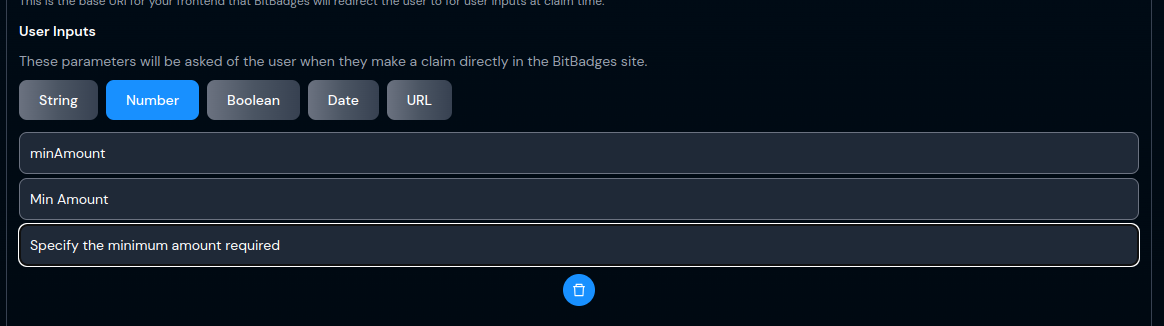 This is the base URI for your frontend that BitBadges will redirect the user to for user inputs at claim time.
User Inputs
These parameters will be asked of the user when they make a claim directly in the BitBadges site.
String Number Boolean Date URL
minAmount
Min Amount
Specify the minimum amount required